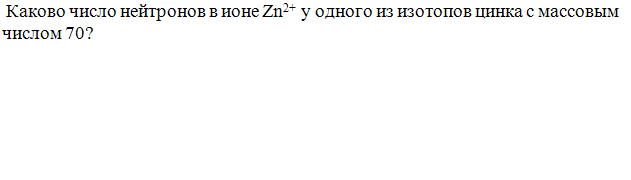 Каково число нейтронов в ионе Zn²⁺ у одного из изотопов цинка с массовым
числом 70?